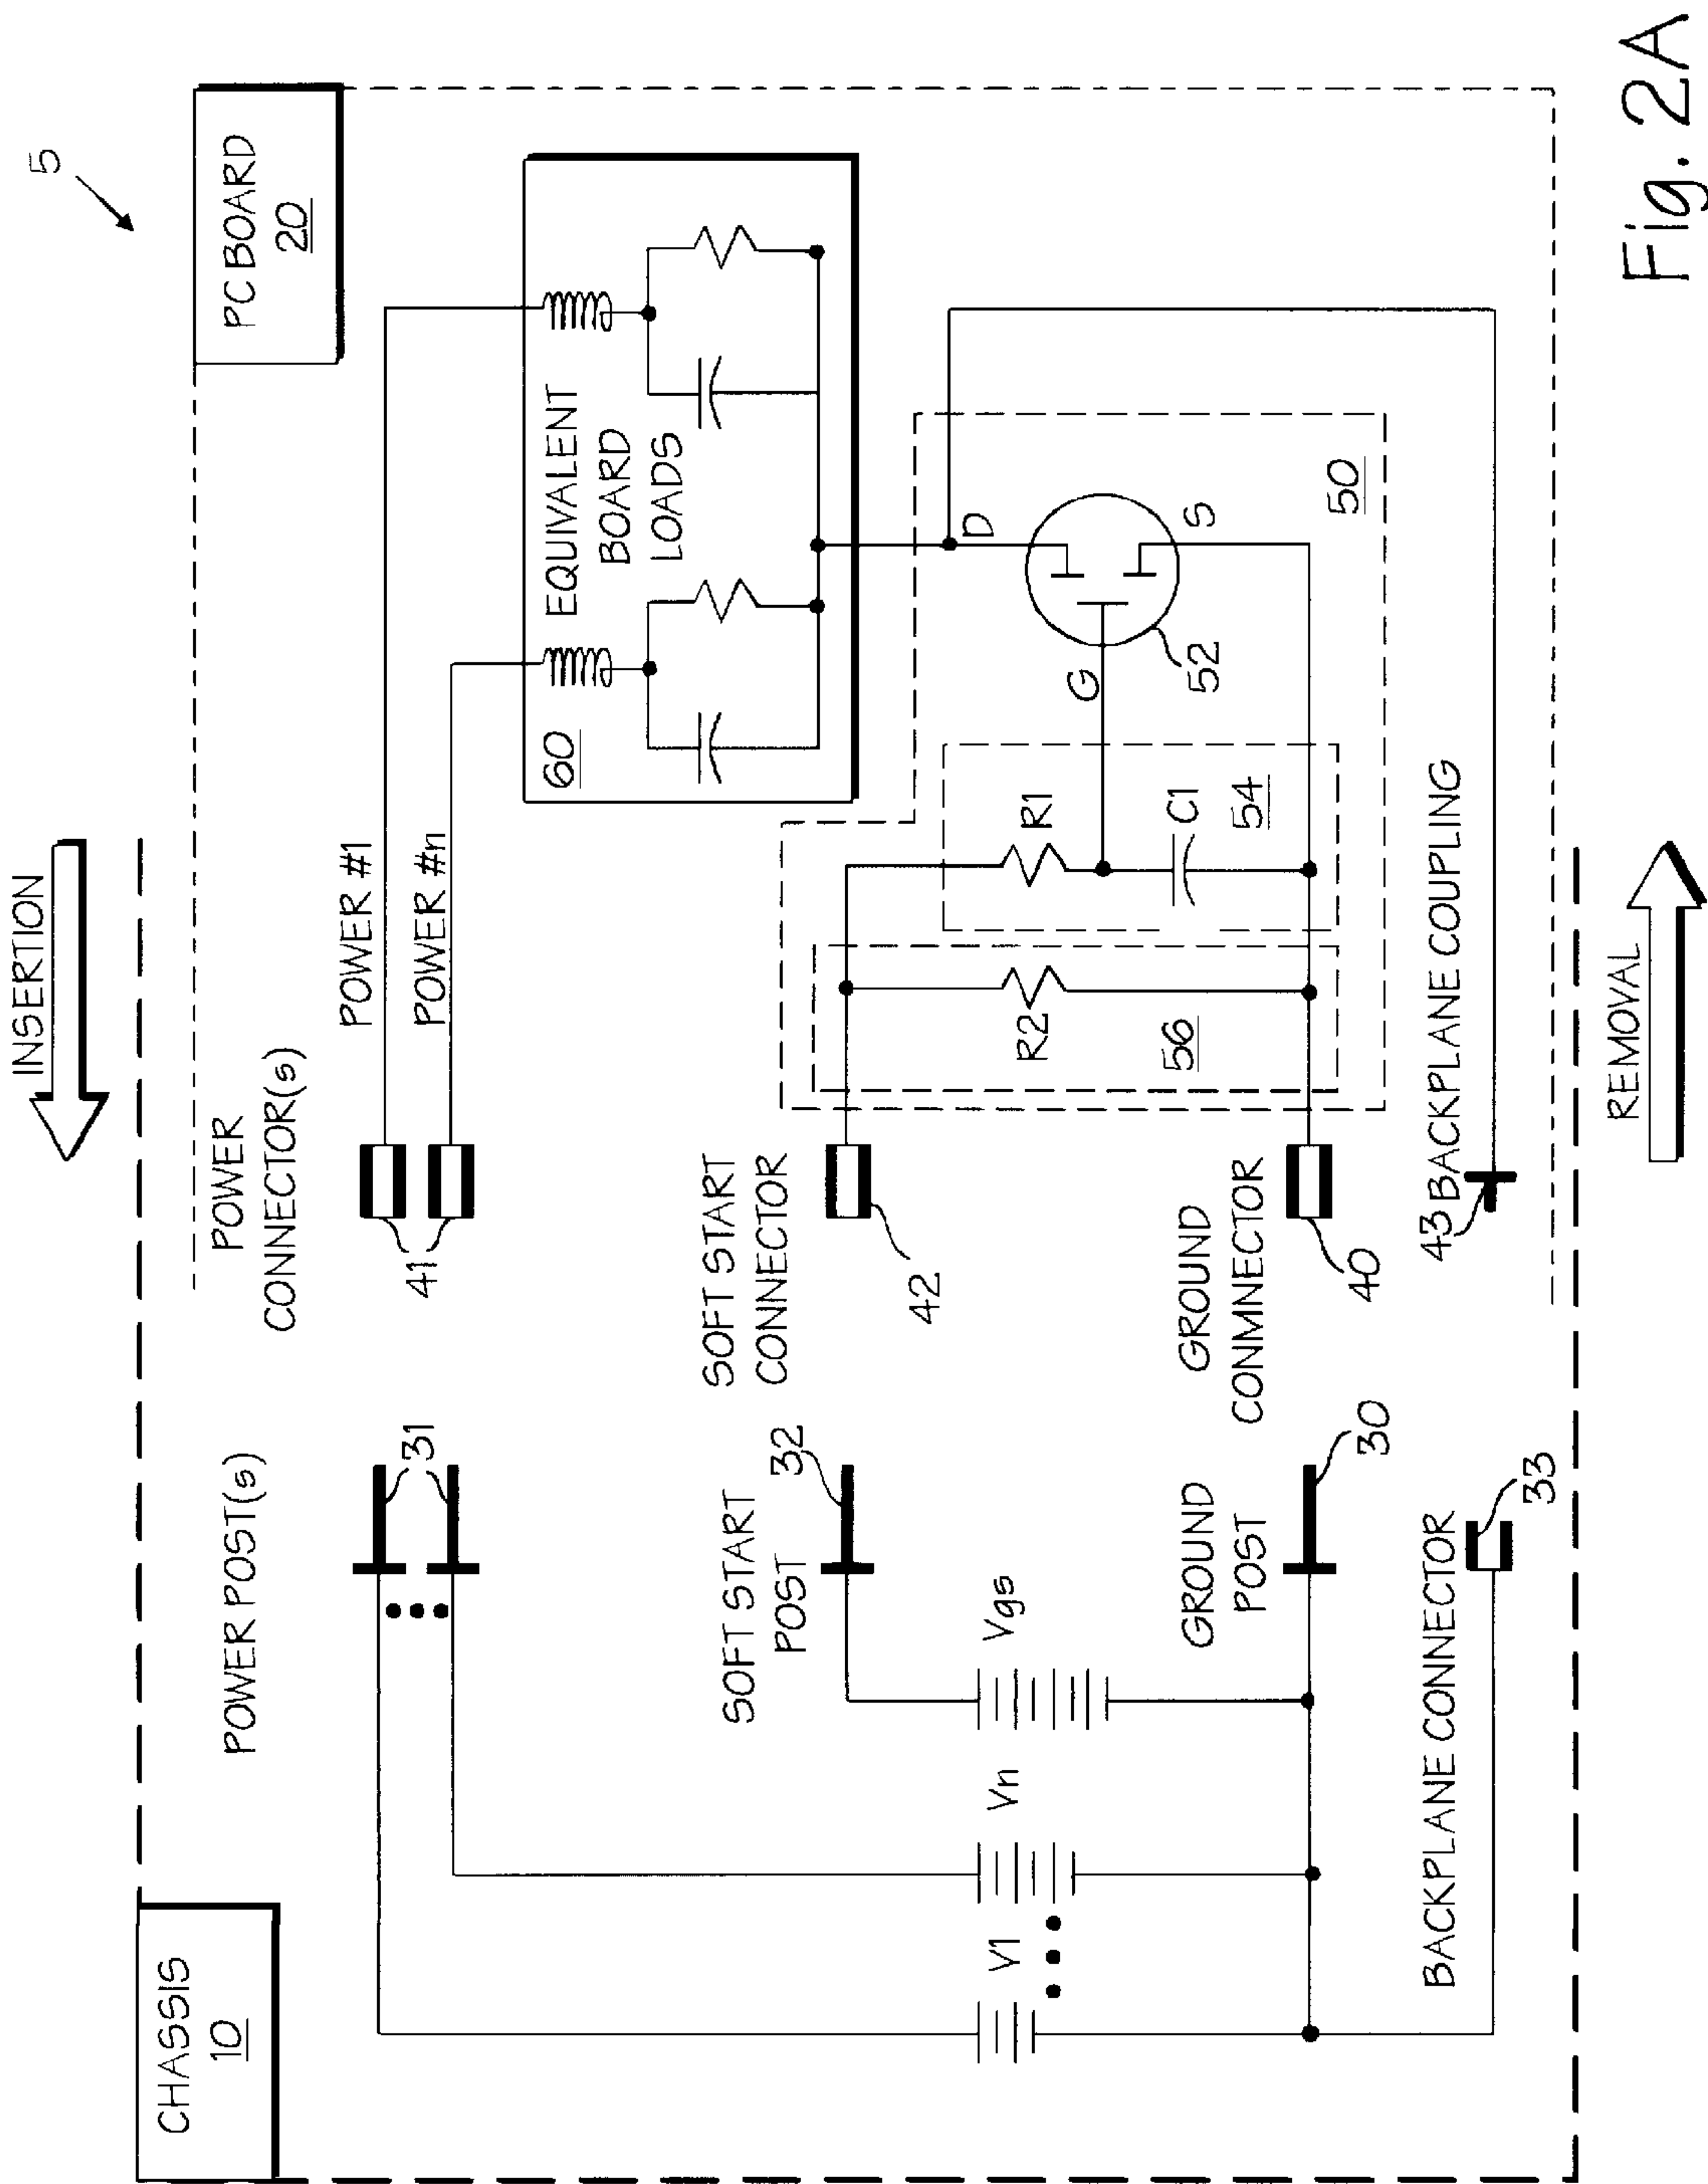 INSERTION
5
CHASSIS
10
PC BOARD
20
POWER POST(s)
31
POWER
CONNECTOR(s)
41
POWER #1
POWER #n
60
EQUIVALENT
BOARD
LOADS
SOFT START
POST
32
SOFT START
CONNECTOR
42
V1
Vn
Vgs
R2
56
R1
C1
54
G
D
S
52
50
GROUND
POST
30
GROUND
CONMNECTOR
40
BACKPLANE CONNECTOR
33
43 BACKPLANE COUPLING
REMOVAL
Fig. 2A